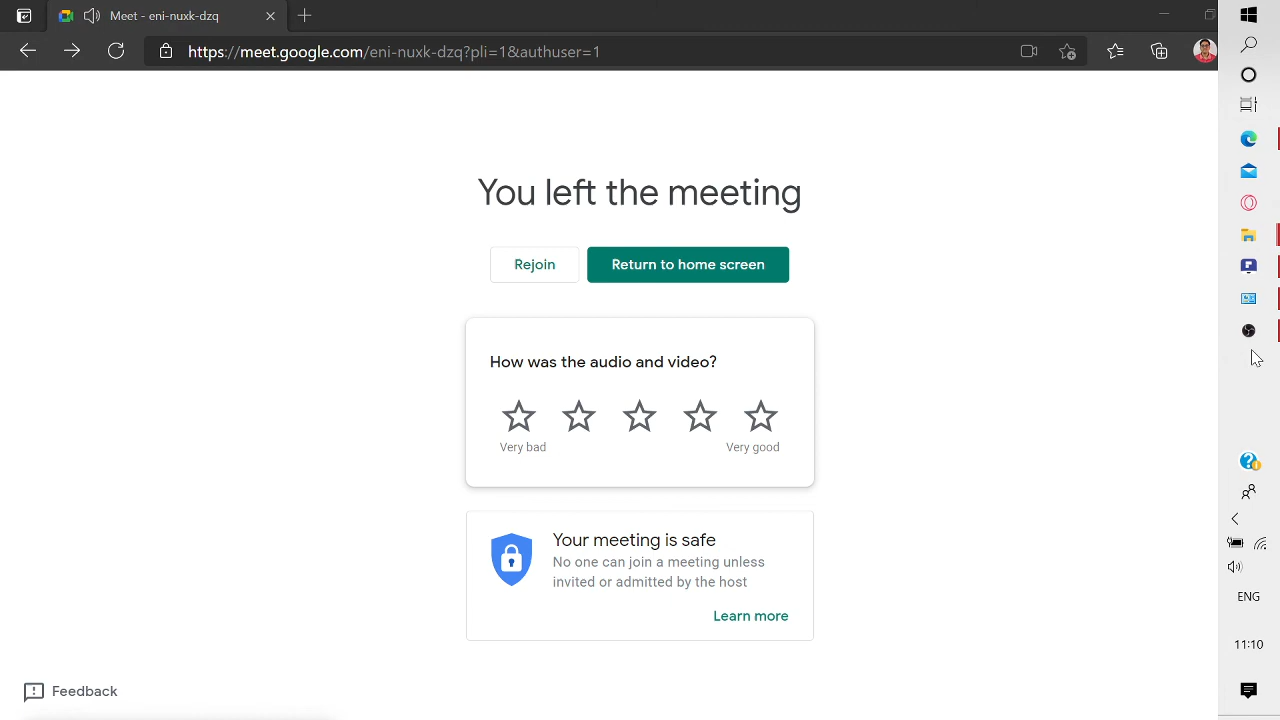 Meet - eni-nuxk-dzq
https://meet.google.com/eni-nuxk-dzq?pli=1&authuser=1
You left the meeting
Rejoin
Return to home screen
How was the audio and video?
Very bad
Very good
Your meeting is safe
No one can join a meeting unless
invited or admitted by the host
Learn more
Feedback
ENG
11:10